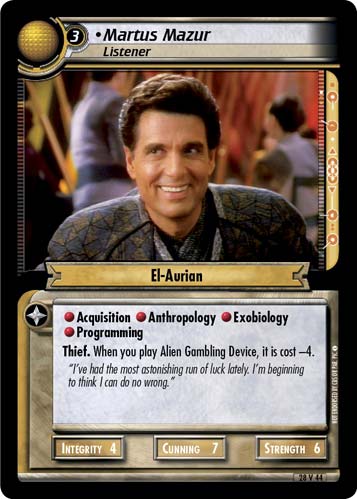 3
•Martus Mazur
Listener
El-Aurian
Acquisition Anthropology Exobiology
Programming
Thief. When you play Alien Gambling Device, it is cost –4.
"I've had the most astonishing run of luck lately. I'm beginning
to think I can do no wrong."
INTEGRITY 4 CUNNING 7 STRENGTH 6
28 V 44